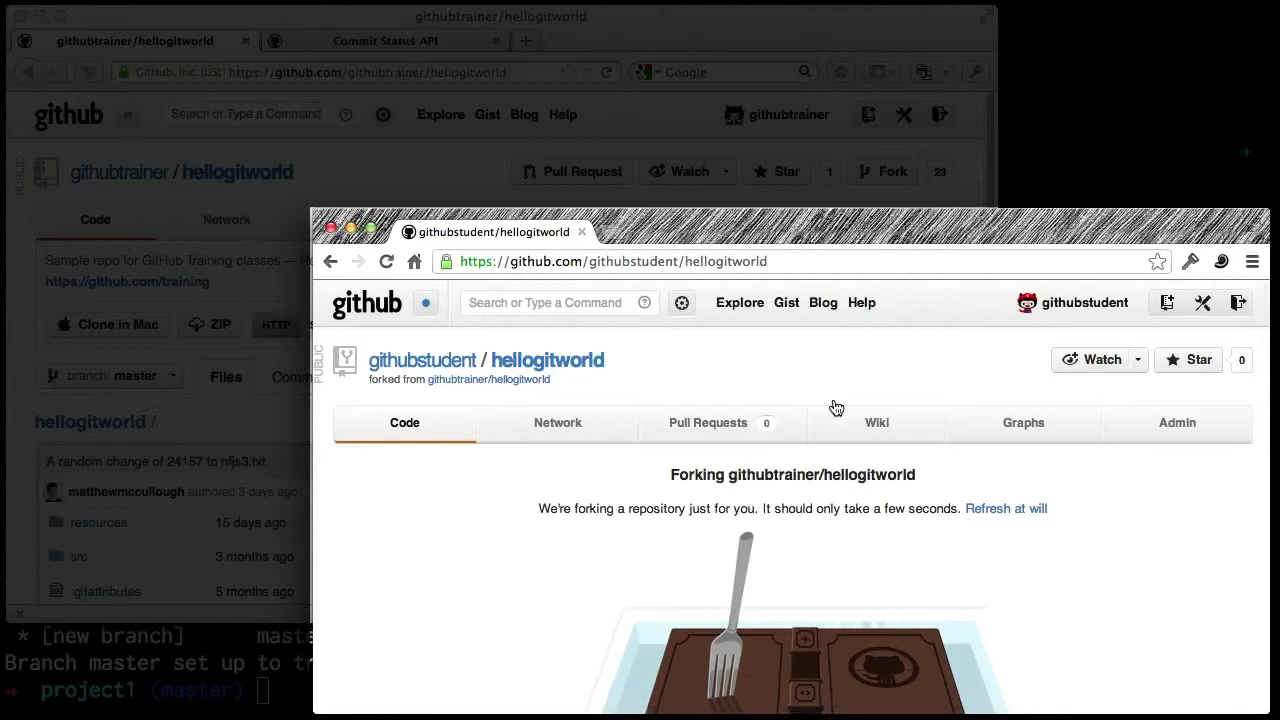 githubtrainer/hellogitworld
githubtrainer/hellogitworld
Commit Status API
GitHub, Inc. (US) https://github.com/githubtrainer/hellogitworld
Google
github
Search or Type a Command
Explore Gist Blog Help
githubtrainer
PUBLIC
githubtrainer / hellogitworld
Pull Request
Watch
Star 1
Fork 23
Code
Network
Sample repo for GitHub Training classes — He
https://github.com/training
Clone in Mac
ZIP
HTTP
S
branch: master
Files
Comm
hellogitworld /
A random change of 24157 to nfjs3.txt
matthewmccullough authored 3 days ago
resources 15 days ago
src 3 months ago
.gitattributes 5 months ago
* [new branch] maste
Branch master set up to tr
project1 (master)
githubstudent/hellogitworld
https://github.com/githubstudent/hellogitworld
github
Search or Type a Command
Explore Gist Blog Help
githubstudent
PUBLIC
githubstudent / hellogitworld
forked from githubtrainer/hellogitworld
Watch
Star 0
Code
Network
Pull Requests 0
Wiki
Graphs
Admin
Forking githubtrainer/hellogitworld
We're forking a repository just for you. It should only take a few seconds. Refresh at will